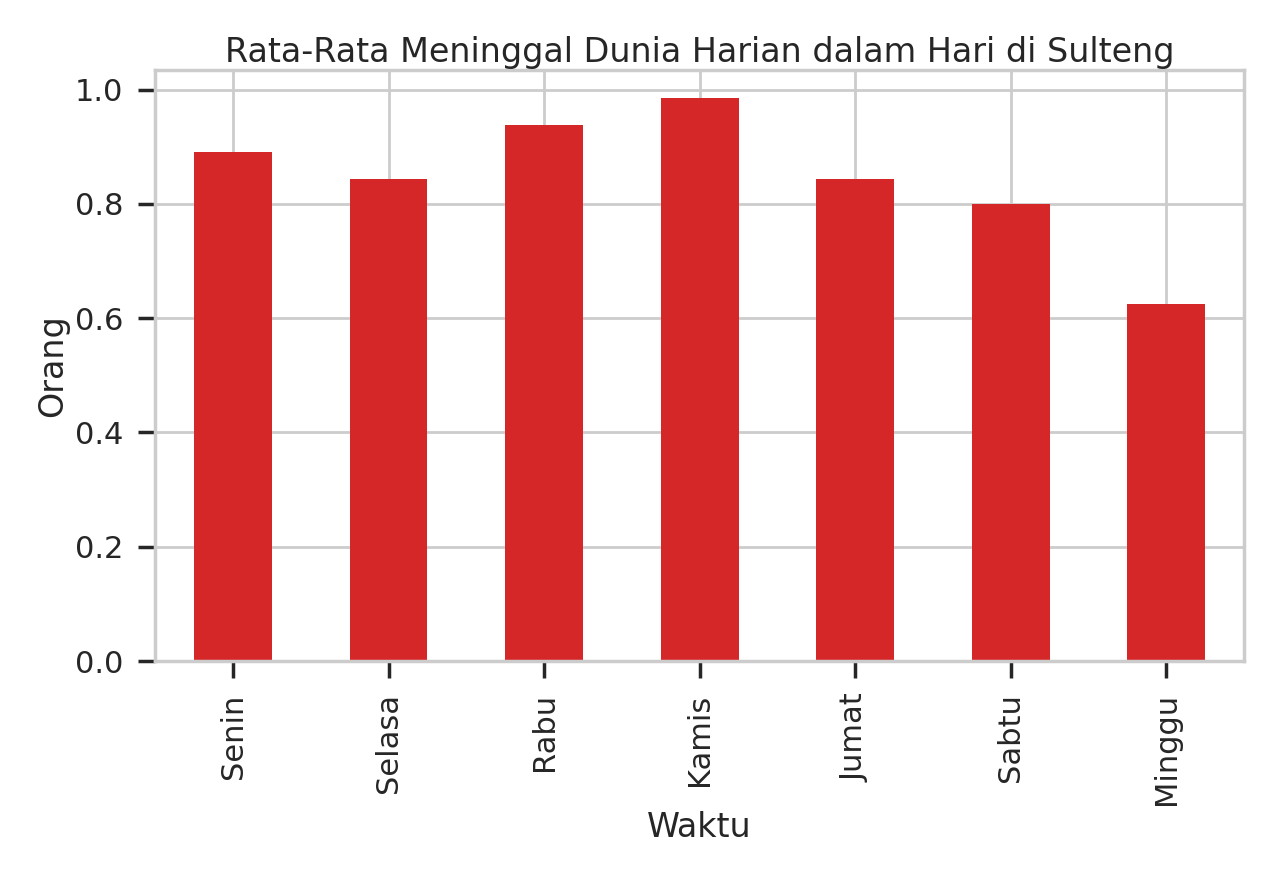 Rata-Rata Meninggal Dunia Harian dalam Hari di Sulteng
1.0
0.8
0.6
0.4
0.2
0.0
Orang
Senin
Selasa
Rabu
Kamis
Jumat
Sabtu
Minggu
Waktu